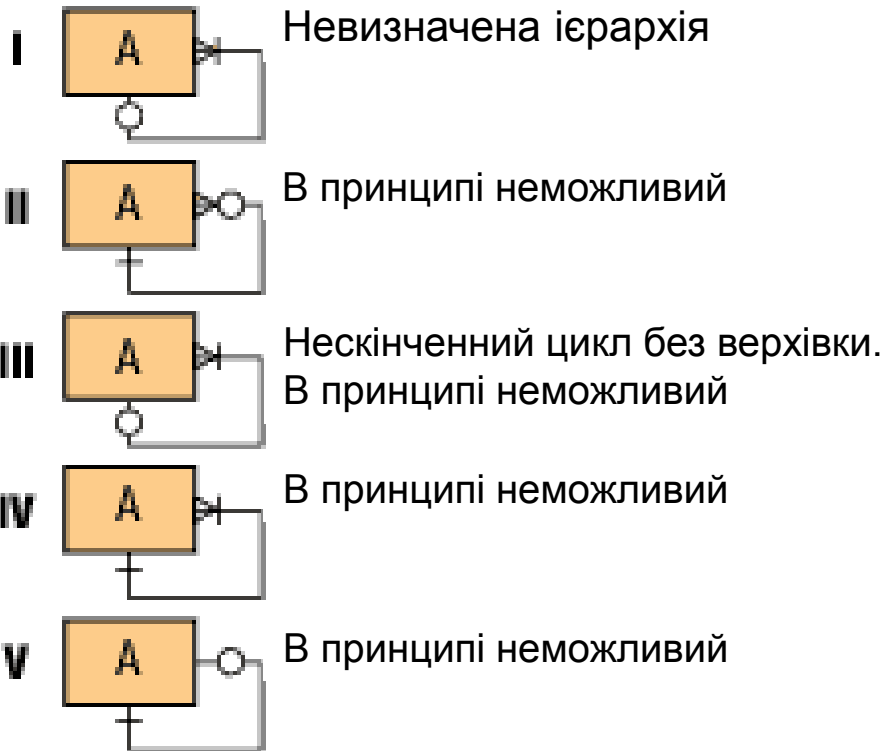 I A Невизначена ієрархія
II A В принципі неможливий
III A Нескінченний цикл без верхівки.
В принципі неможливий
IV A В принципі неможливий
V A В принципі неможливий